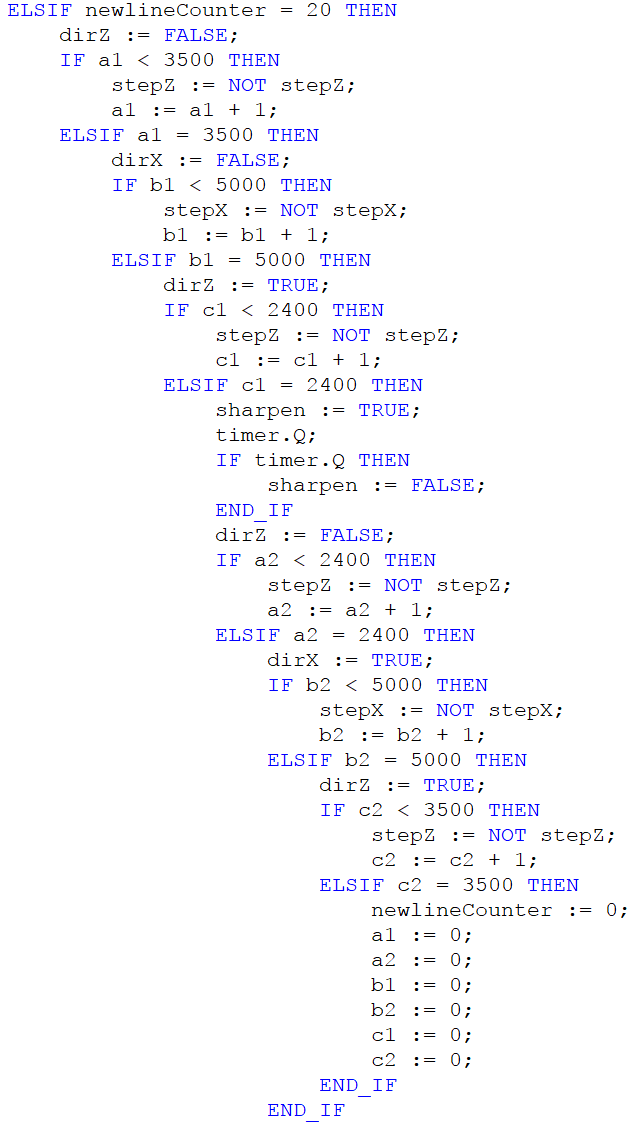 ELSIF newlineCounter = 20 THEN
    dirZ := FALSE;
    IF a1 < 3500 THEN
        stepZ := NOT stepZ;
        a1 := a1 + 1;
    ELSIF a1 = 3500 THEN
        dirX := FALSE;
        IF b1 < 5000 THEN
            stepX := NOT stepX;
            b1 := b1 + 1;
        ELSIF b1 = 5000 THEN
            dirZ := TRUE;
            IF c1 < 2400 THEN
                stepZ := NOT stepZ;
                c1 := c1 + 1;
            ELSIF c1 = 2400 THEN
                sharpen := TRUE;
                timer.Q;
                IF timer.Q THEN
                    sharpen := FALSE;
                END_IF
                dirZ := FALSE;
                IF a2 < 2400 THEN
                    stepZ := NOT stepZ;
                    a2 := a2 + 1;
                ELSIF a2 = 2400 THEN
                    dirX := TRUE;
                    IF b2 < 5000 THEN
                        stepX := NOT stepX;
                        b2 := b2 + 1;
                    ELSIF b2 = 5000 THEN
                        dirZ := TRUE;
                        IF c2 < 3500 THEN
                            stepZ := NOT stepZ;
                            c2 := c2 + 1;
                        ELSIF c2 = 3500 THEN
                            newlineCounter := 0;
                            a1 := 0;
                            a2 := 0;
                            b1 := 0;
                            b2 := 0;
                            c1 := 0;
                            c2 := 0;
                        END_IF
                    END_IF